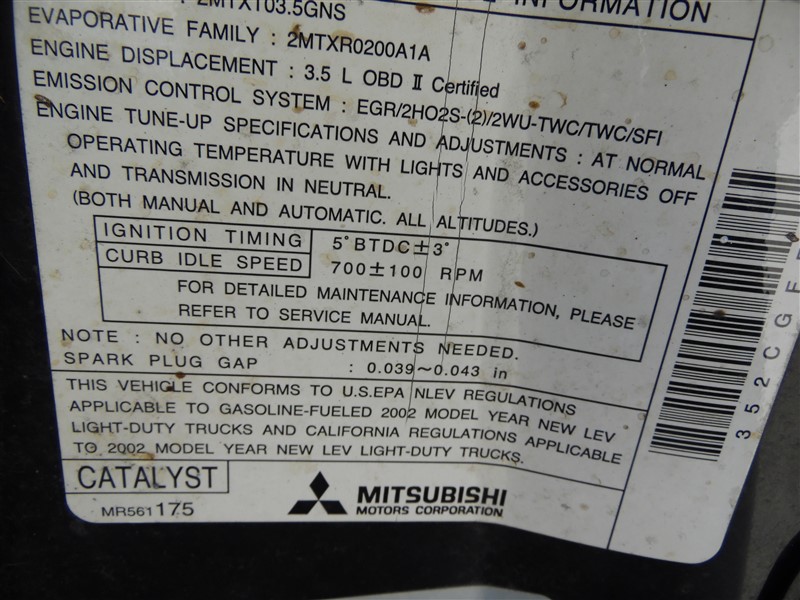 : 2MTXT03.5GNS
INFORMATION
EVAPORATIVE FAMILY : 2MTXR0200A1A
ENGINE DISPLACEMENT : 3.5 L OBD II Certified
EMISSION CONTROL SYSTEM : EGR/2HO2S-(2)/2WU-TWC/TWC/SFI
ENGINE TUNE-UP SPECIFICATIONS AND ADJUSTMENTS : AT NORMAL
OPERATING TEMPERATURE WITH LIGHTS AND ACCESSORIES OFF
AND TRANSMISSION IN NEUTRAL.
(BOTH MANUAL AND AUTOMATIC. ALL ALTITUDES.)
IGNITION TIMING 5°BTDC±3°
CURB IDLE SPEED 700±100 RPM
FOR DETAILED MAINTENANCE INFORMATION, PLEASE
REFER TO SERVICE MANUAL.
NOTE : NO OTHER ADJUSTMENTS NEEDED.
SPARK PLUG GAP : 0.039~0.043 in
THIS VEHICLE CONFORMS TO U.S.EPA NLEV REGULATIONS
APPLICABLE TO GASOLINE-FUELED 2002 MODEL YEAR NEW LEV
LIGHT-DUTY TRUCKS AND CALIFORNIA REGULATIONS APPLICABLE
TO 2002 MODEL YEAR NEW LEV LIGHT-DUTY TRUCKS.
CATALYST
MR561175
MITSUBISHI
MOTORS CORPORATION
352CGF